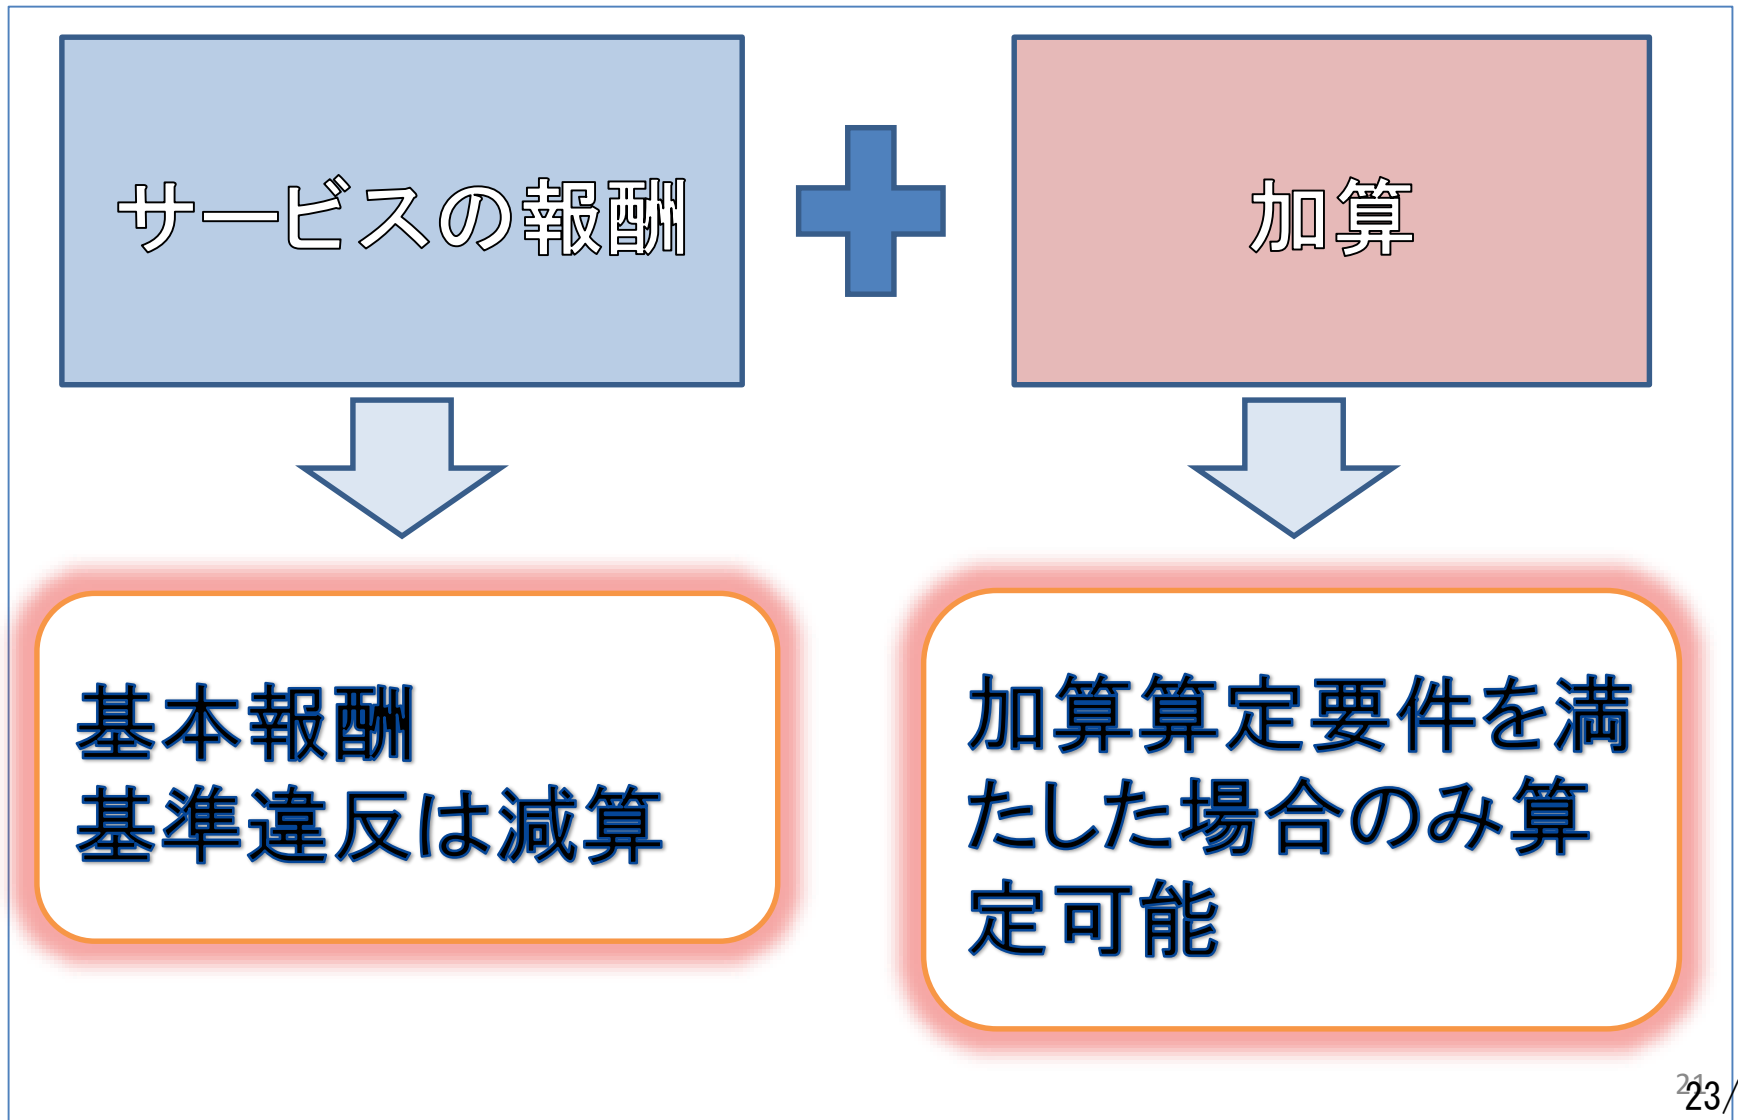 サービスの報酬
加算
基本報酬
基準違反は減算
加算算定要件を満
たした場合のみ算
定可能
21
23/